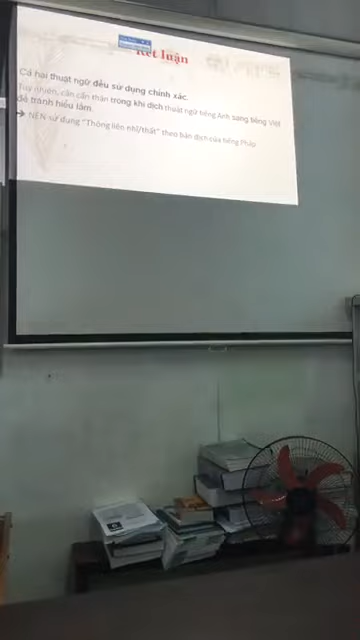 Kết luận
Cả hai thuật ngữ đều sử dụng chính xác.
Tuy nhiên, cần cẩn thận trong khi dịch thuật ngữ tiếng Anh sang tiếng Việt
để tránh hiểu lầm.
➔ NÊN sử dụng "Thông liên nhĩ/thất" theo bản dịch của tiếng Pháp